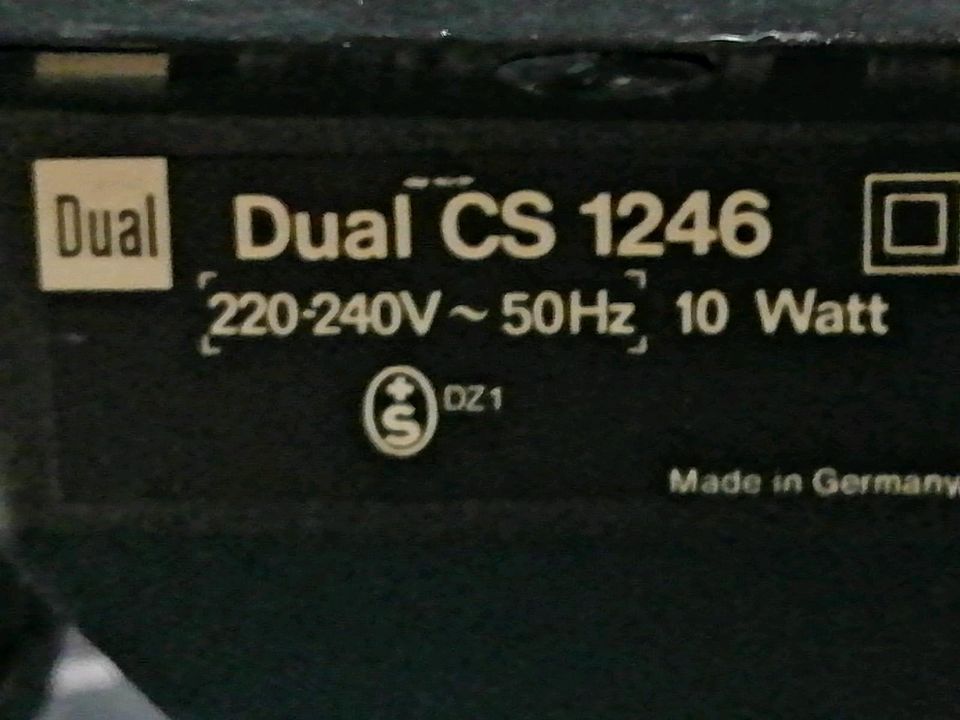 Dual
Dual CS 1246
220-240V ~ 50Hz 10 Watt
+S DZ1
Made in Germany